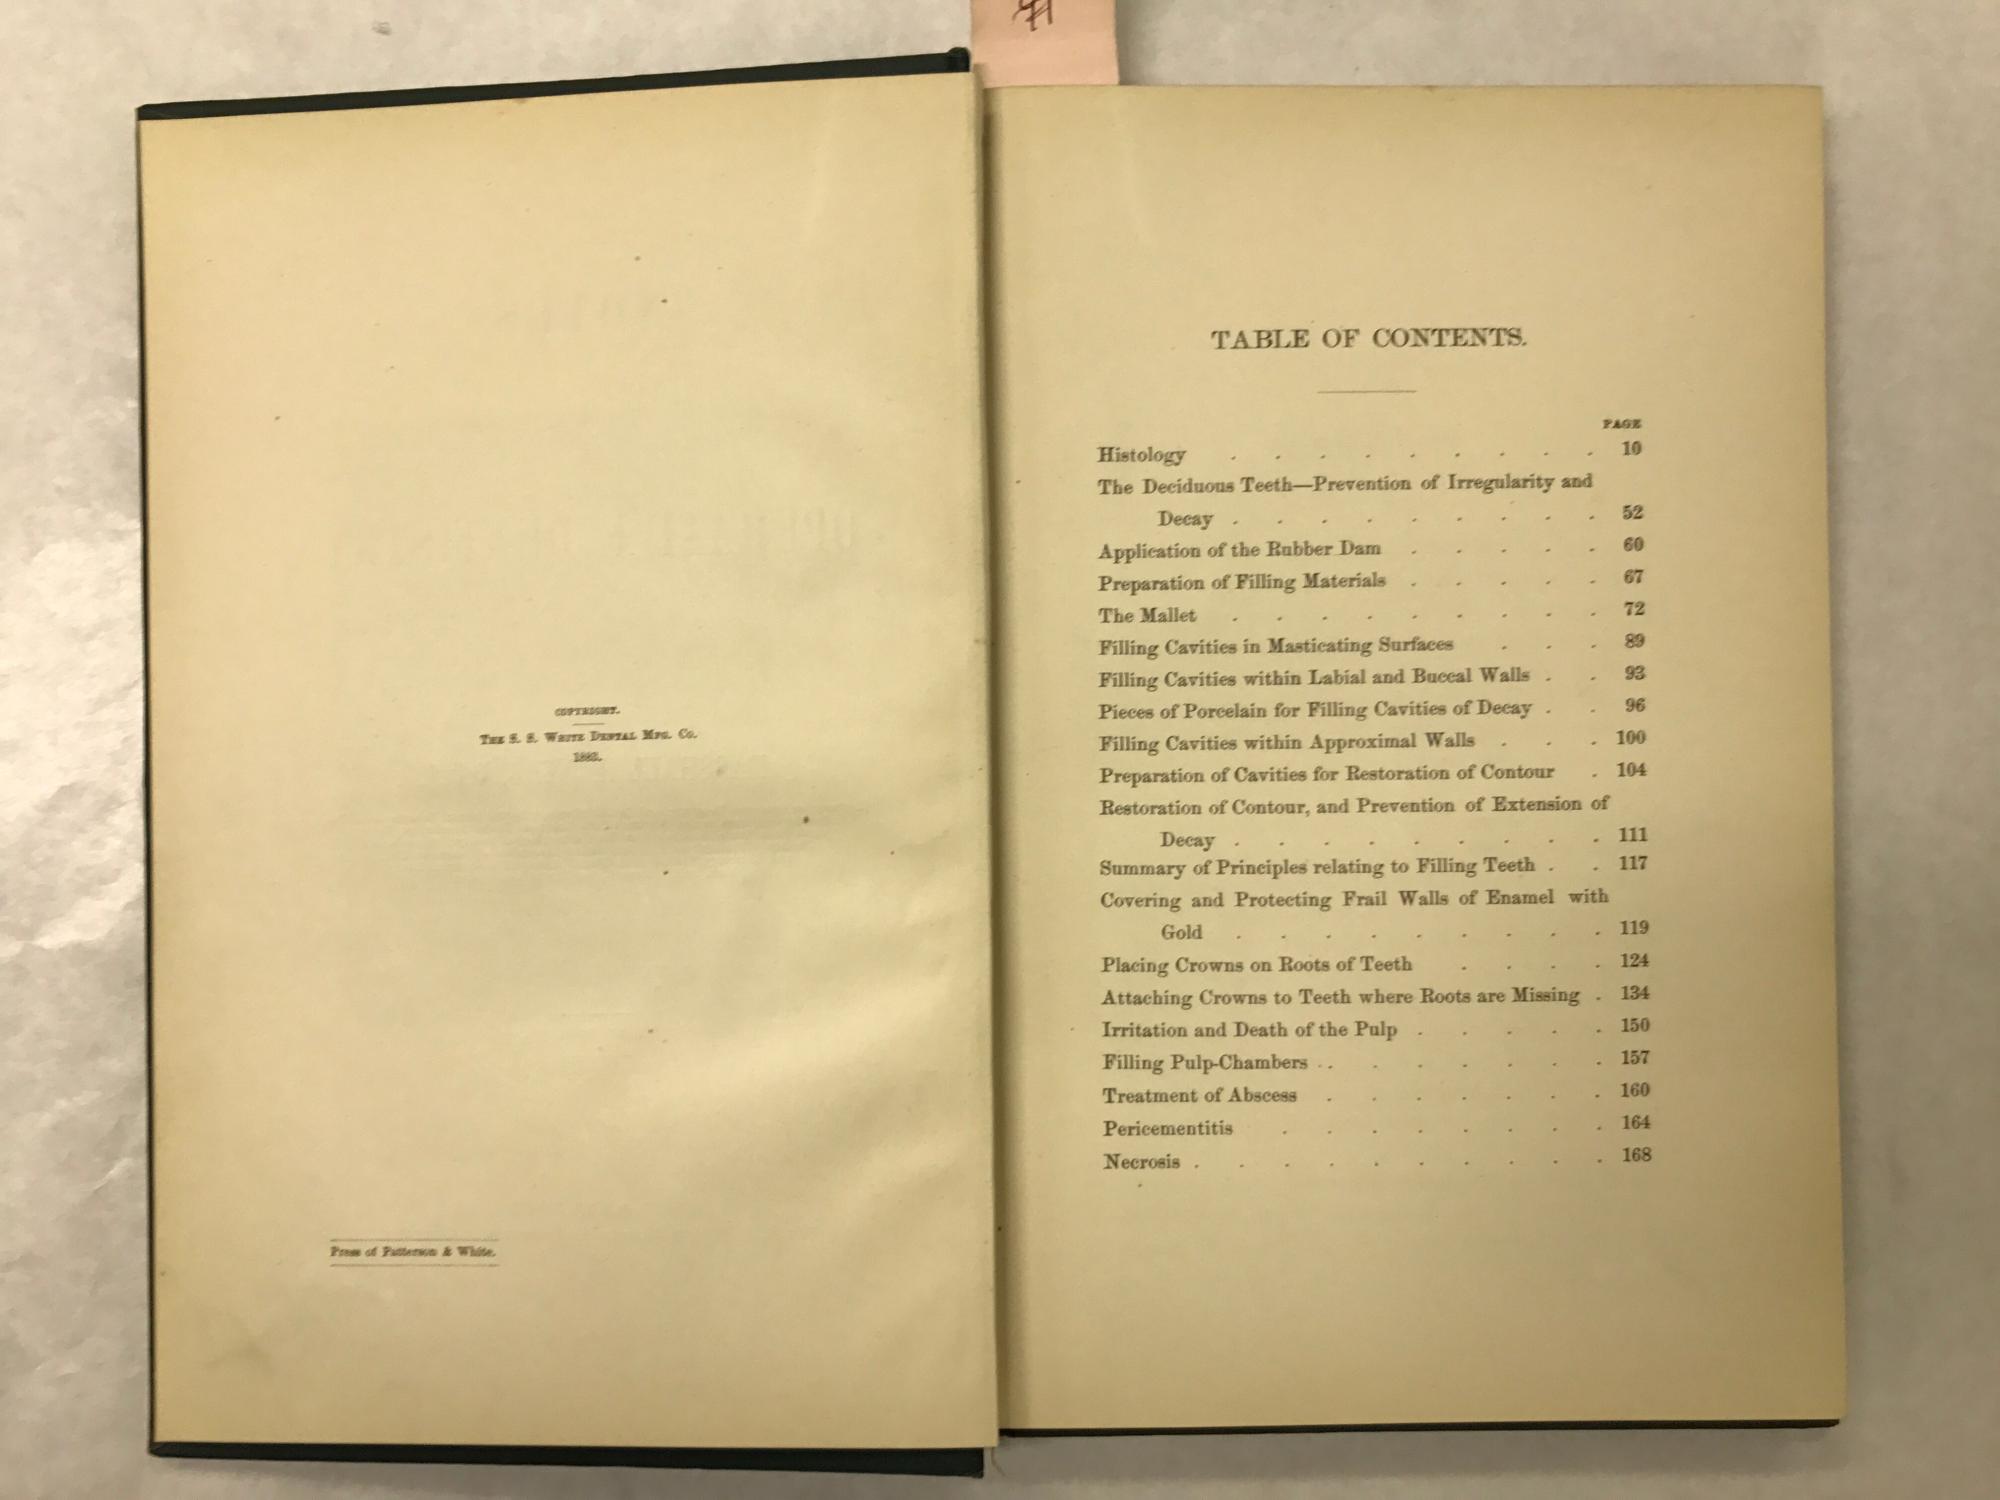 COPYRIGHT.
THE S. S. WHITE DENTAL MFG. CO.
Press of Patterson & White.
TABLE OF CONTENTS.
PAGE
Histology . . . . . . . . . 10
The Deciduous Teeth—Prevention of Irregularity and
Decay . . . . . . . . . 52
Application of the Rubber Dam . . . . . 60
Preparation of Filling Materials . . . . . 67
The Mallet . . . . . . . . . 72
Filling Cavities in Masticating Surfaces . . . 89
Filling Cavities within Labial and Buccal Walls . . 93
Pieces of Porcelain for Filling Cavities of Decay . . 96
Filling Cavities within Approximal Walls . . . 100
Preparation of Cavities for Restoration of Contour . 104
Restoration of Contour, and Prevention of Extension of
Decay . . . . . . . . . 111
Summary of Principles relating to Filling Teeth . . 117
Covering and Protecting Frail Walls of Enamel with
Gold . . . . . . . . . 119
Placing Crowns on Roots of Teeth . . . . 124
Attaching Crowns to Teeth where Roots are Missing . 134
Irritation and Death of the Pulp . . . . . 150
Filling Pulp-Chambers . . . . . . . 157
Treatment of Abscess . . . . . . . 160
Pericementitis . . . . . . . . 164
Necrosis . . . . . . . . . . 168